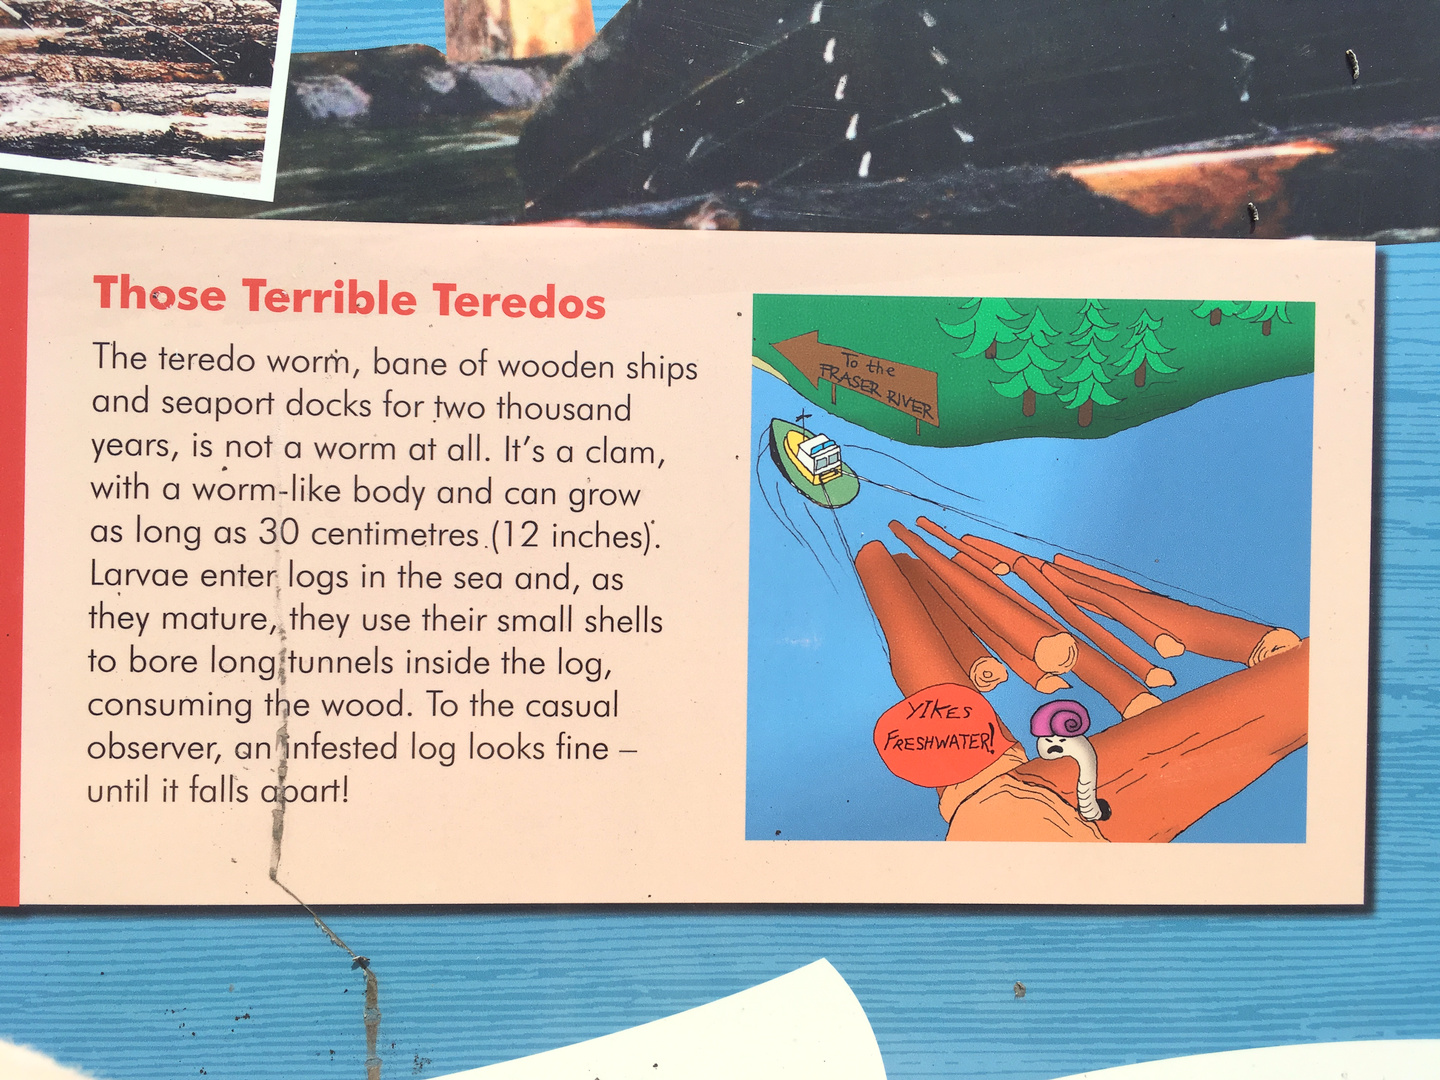 Those Terrible Teredos
The teredo worm, bane of wooden ships
and seaport docks for two thousand
years, is not a worm at all. It's a clam,
with a worm-like body and can grow
as long as 30 centimetres (12 inches).
Larvae enter logs in the sea and, as
they mature, they use their small shells
to bore long tunnels inside the log,
consuming the wood. To the casual
observer, an infested log looks fine –
until it falls apart!
To the
FRASER RIVER
YIKES
FRESHWATER!